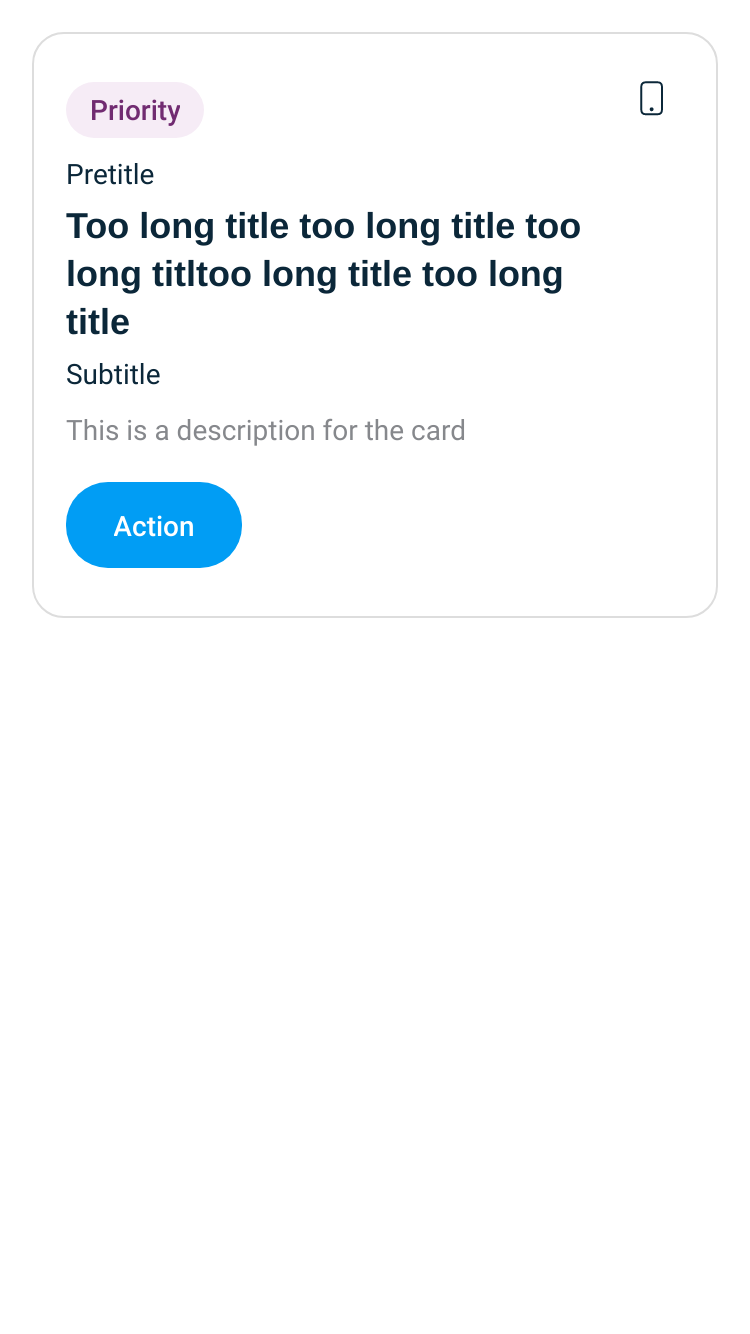 Priority
Pretitle
Too long title too long title too
long titltoo long title too long
title
Subtitle
This is a description for the card
Action